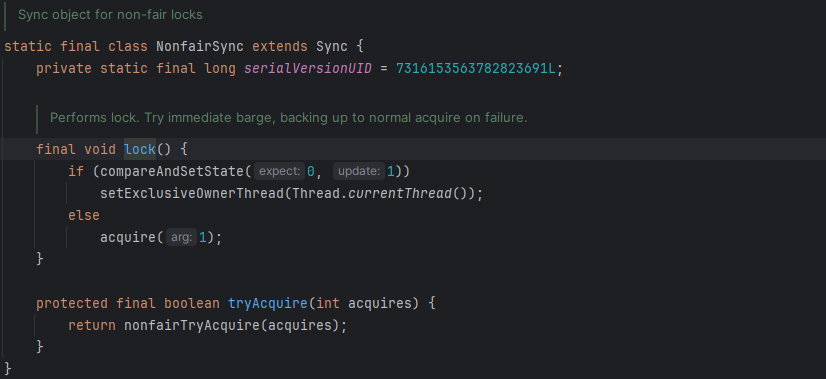 Sync object for non-fair locks
static final class NonfairSync extends Sync {
private static final long serialVersionUID = 7316153563782823691L;
Performs lock. Try immediate barge, backing up to normal acquire on failure.
final void lock() {
if (compareAndSetState( expect: 0, update: 1))
setExclusiveOwnerThread(Thread.currentThread());
else
acquire( arg: 1);
}
protected final boolean tryAcquire(int acquires) {
return nonfairTryAcquire(acquires);
}
}